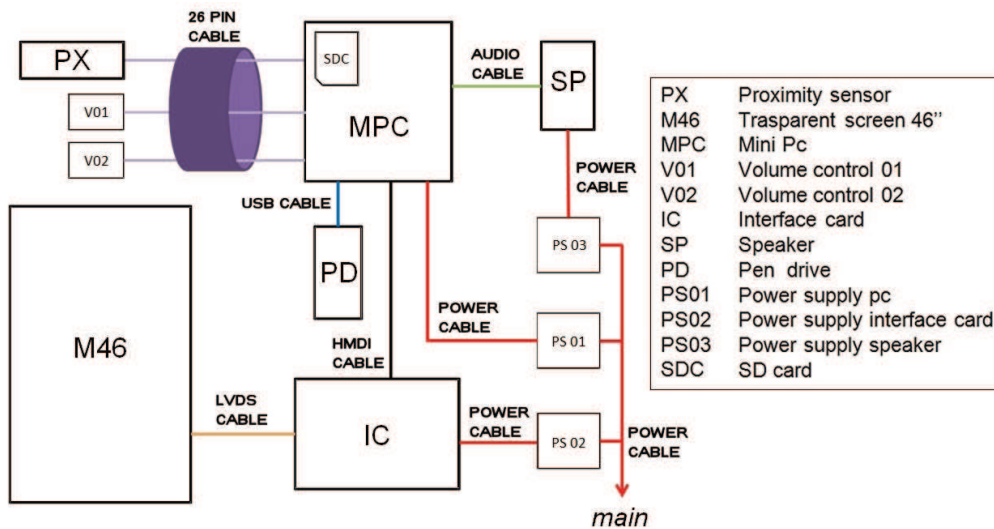 26 PIN
CABLE
PX
V01
V02
SDC
MPC
AUDIO
CABLE
SP
POWER
CABLE
USB CABLE
PD
PS 03
M46
HMDI
CABLE
POWER
CABLE
PS 01
LVDS
CABLE
IC
POWER
CABLE
PS 02
POWER
CABLE
main
PX Proximity sensor
M46 Trasparent screen 46''
MPC Mini Pc
V01 Volume control 01
V02 Volume control 02
IC Interface card
SP Speaker
PD Pen drive
PS01 Power supply pc
PS02 Power supply interface card
PS03 Power supply speaker
SDC SD card